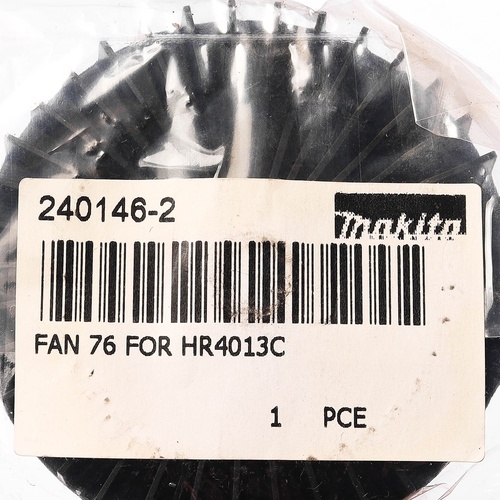 240146-2
makita
FAN 76 FOR HR4013C
1 PCE